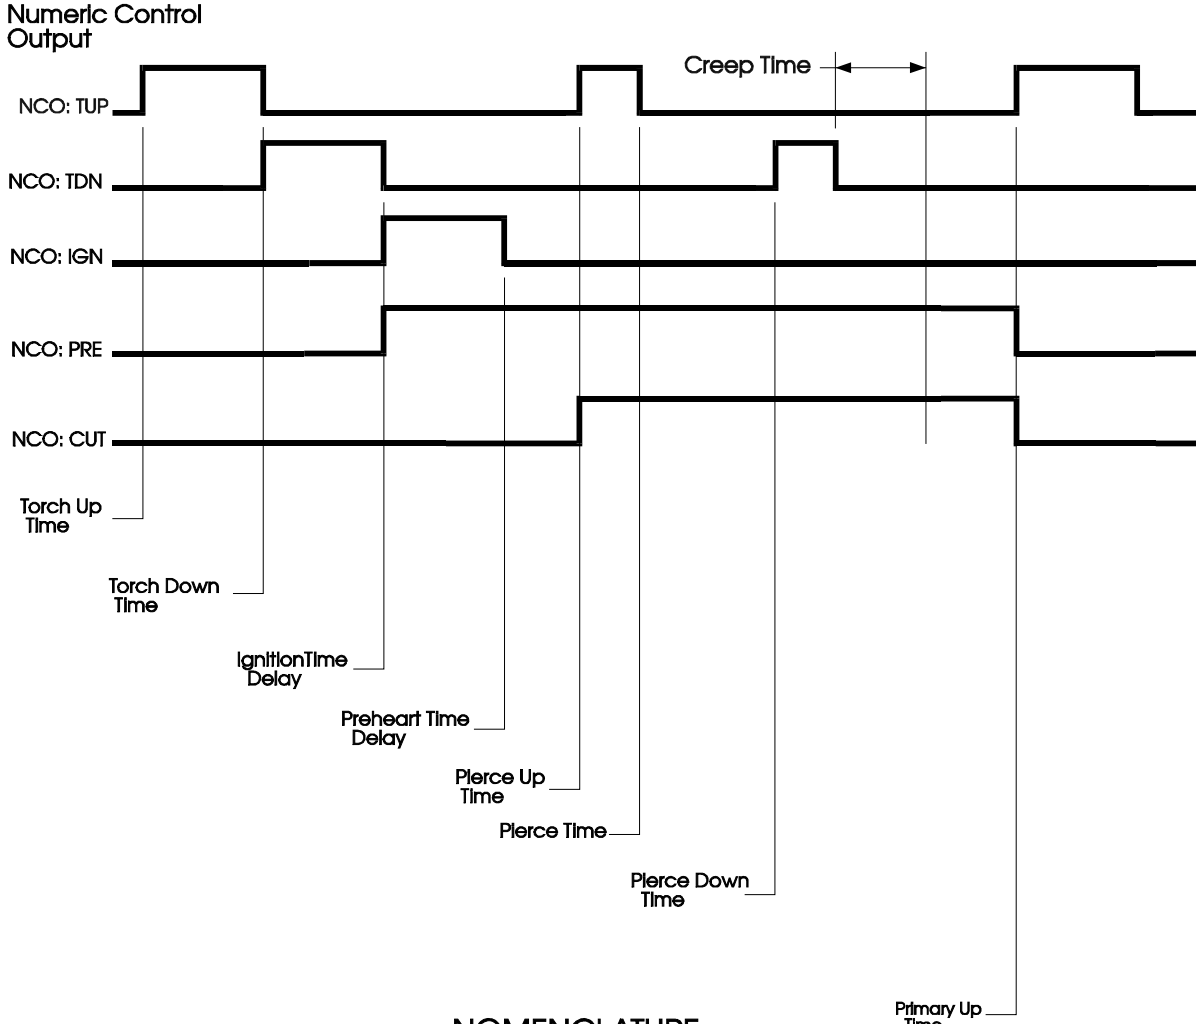 Numeric Control
Output
Creep Time
NCO: TUP
NCO: TDN
NCO: IGN
NCO: PRE
NCO: CUT
Torch Up
Time
Torch Down
Time
IgnitionTime
Delay
Preheart Time
Delay
Pierce Up
Time
Pierce Time
Pierce Down
Time
Primary Up
Time
NOMENCLATURE